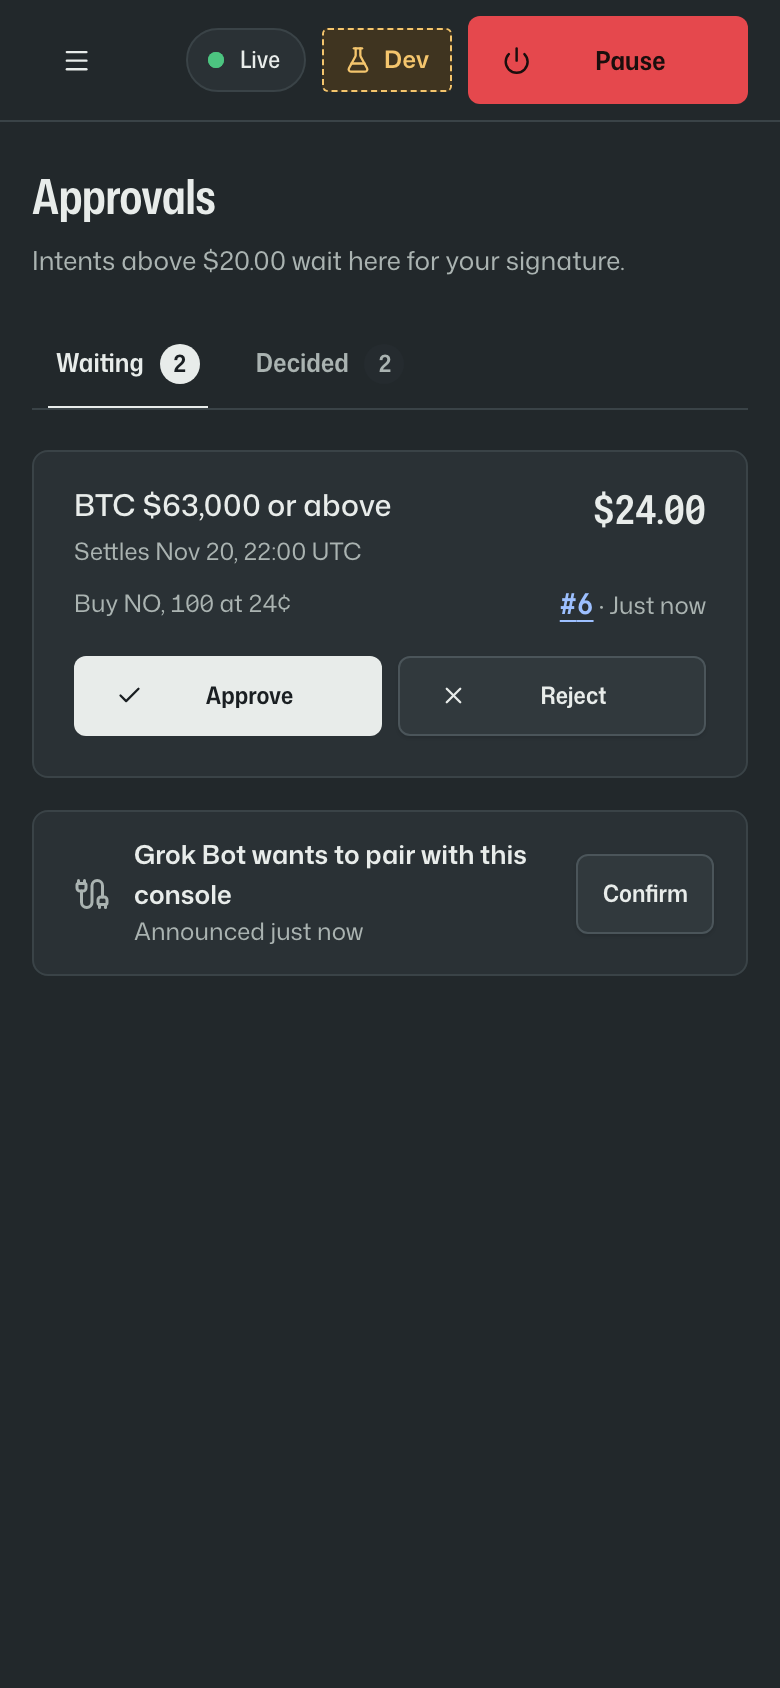 Live
Dev
Pause
Approvals
Intents above $20.00 wait here for your signature.
Waiting 2
Decided 2
BTC $63,000 or above
$24.00
Settles Nov 20, 22:00 UTC
Buy NO, 100 at 24¢
#6 · Just now
Approve
Reject
Grok Bot wants to pair with this
console
Announced just now
Confirm